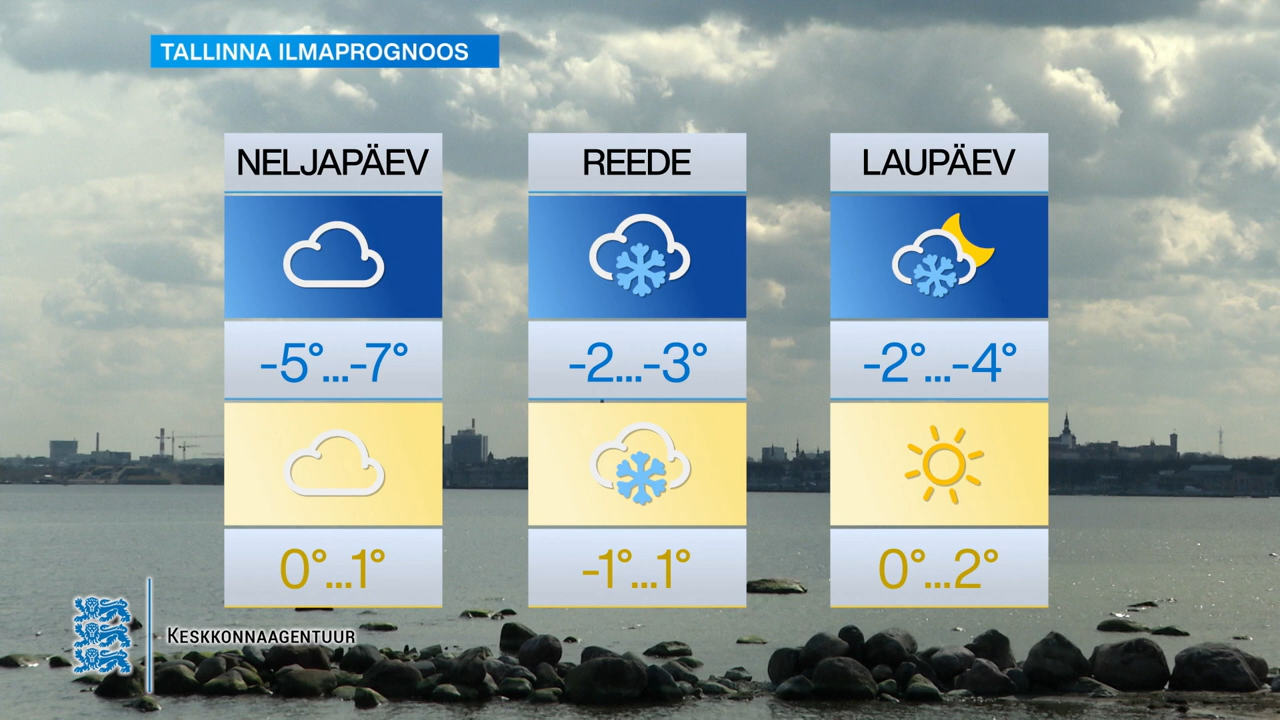 TALLINNA ILMAPROGNOOS
NELJAPÄEV
-5°...-7°
0°...1°
REEDE
-2...-3°
-1°...1°
LAUPÄEV
-2°...-4°
0°...2°
KESKKONNAAGENTUUR